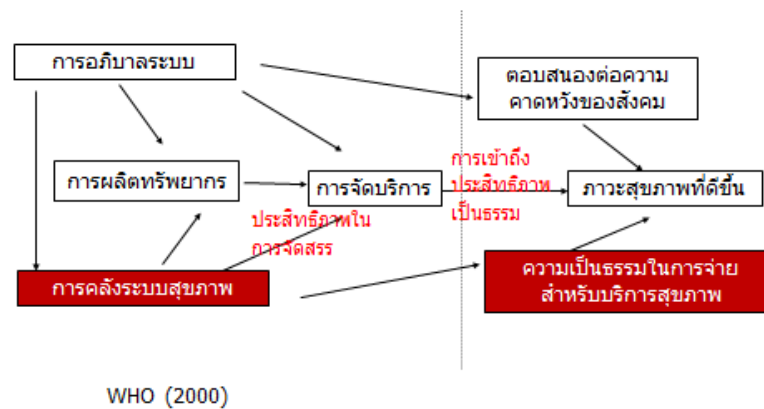 การอภิบาลระบบ
ตอบสนองต่อความ
คาดหวังของสังคม
การผลิตทรัพยากร
การจัดบริการ
การเข้าถึง
ประสิทธิภาพ
เป็นธรรม
ภาวะสุขภาพที่ดีขึ้น
ประสิทธิภาพใน
การจัดสรร
การคลังระบบสุขภาพ
ความเป็นธรรมในการจ่าย
สำหรับบริการสุขภาพ
WHO (2000)